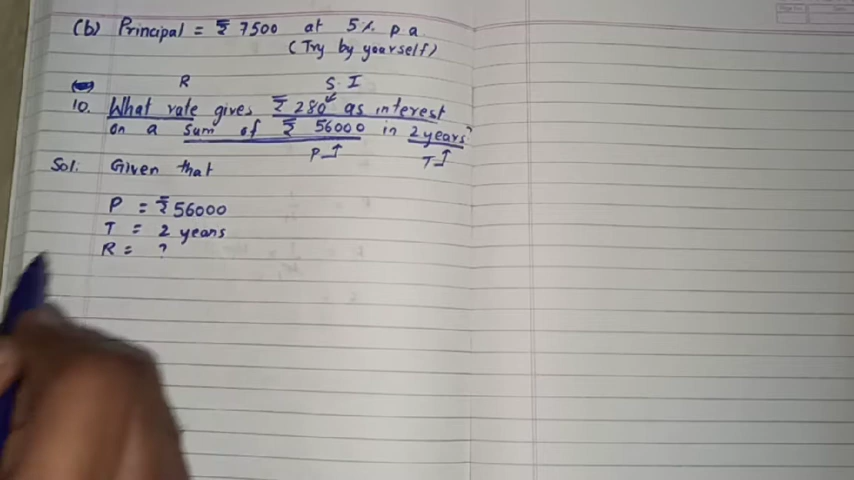 (b) Principal = ₹ 7500 at 5% p a
(Try by yourself)
R S.I
10. What rate gives ₹ 280 as interest
on a sum of ₹ 56000 in 2 years?
P T
Sol. Given that
P = ₹ 56000
T = 2 years
R = ?